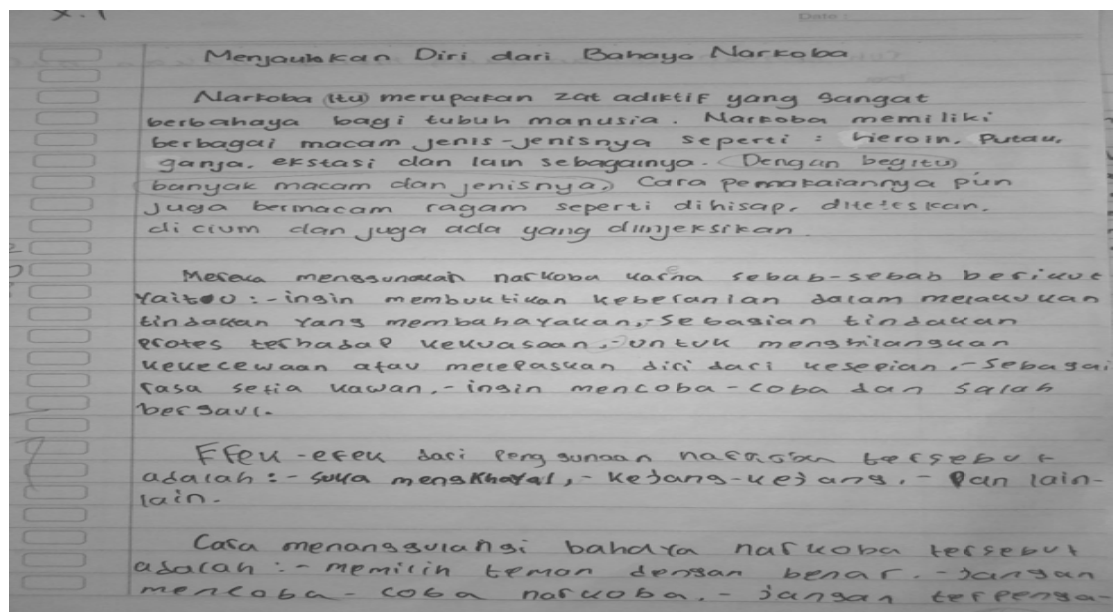 X.1
Date :
Menjauhkan Diri dari Bahaya Narkoba
Narkoba (itu) merupakan zat adiktif yang sangat
berbahaya bagi tubuh manusia. Narkoba memiliki
berbagai macam jenis-jenisnya seperti : hieroin, Putau,
ganja, ekstasi dan lain sebagainya. (Dengan begitu)
banyak macam dan jenisnya,) Cara pemakaiannya pun
Juga bermacam ragam seperti dihisap, diteteskan,
dicium dan juga ada yang diinjeksikan
Mereka menggunakan narkoba karna sebab-sebab berikut
Yaitu :- ingin membuktikan keberanian dalam melakukan
tindakan Yang membahayakan,- Sebagian tindakan
Protes terhadap kekuasaan,- untuk menghilangkan
kekecewaan atau melepaskan diri dari kesepian,- Sebagai
rasa setia kawan,- ingin mencoba-coba dan salah
bergaul.
Efek-efek dari penggunaan tersebut
adalah :- suka mengkhayal,- kejang-kejang,- Dan lain-
lain.
Cara menanggulangi bahaya narkoba tersebut
adalah :- memilih teman dengan benar.- jangan
mencoba-coba narkoba.- jangan terpenga-